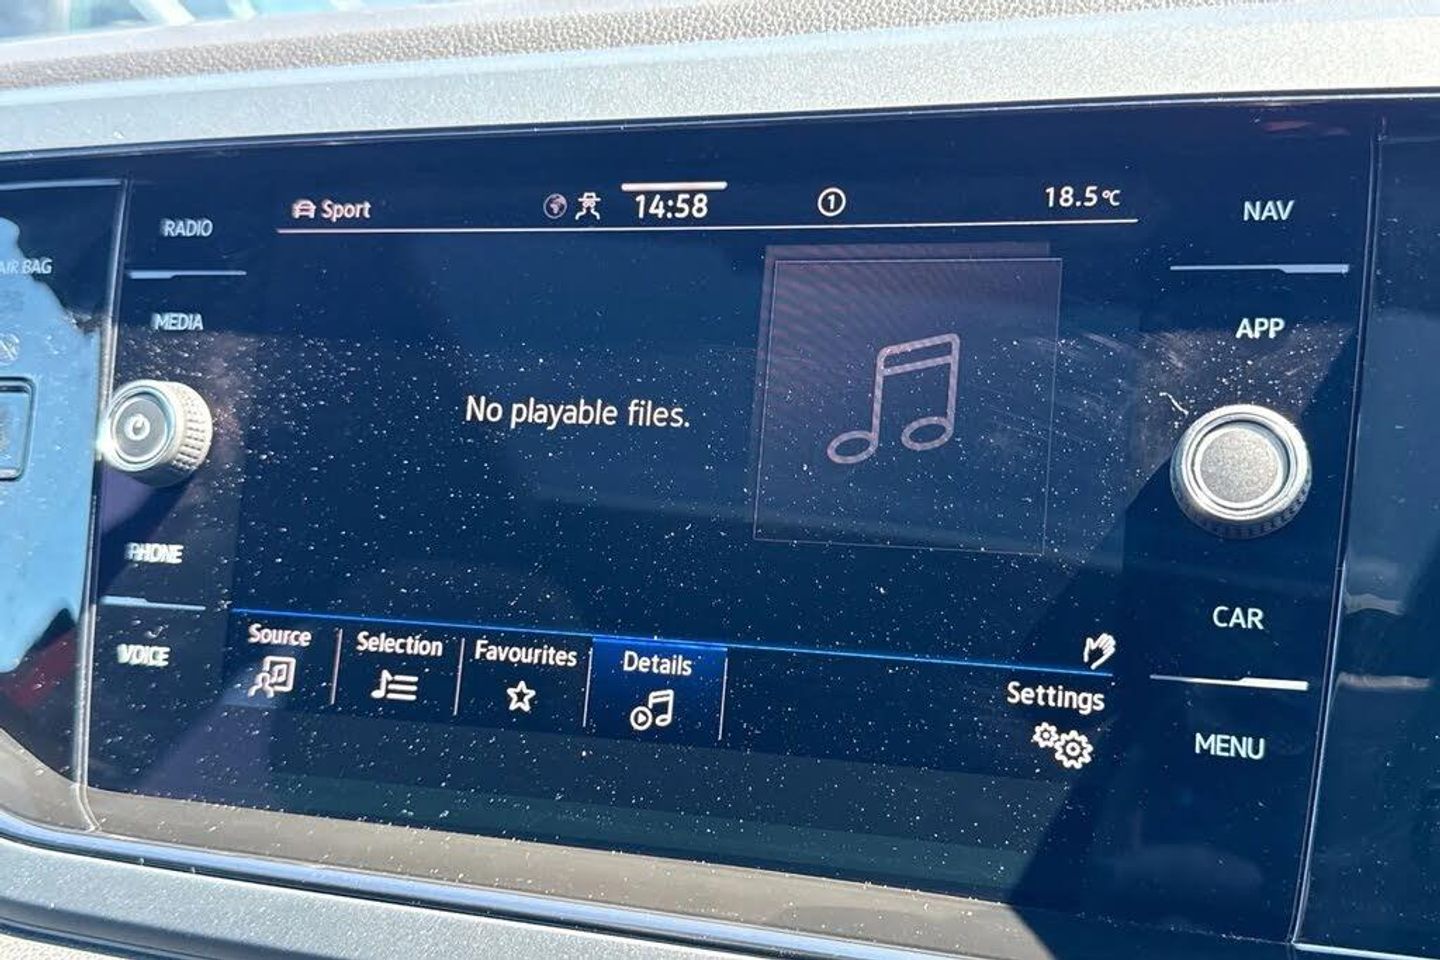 Sport 14:58 1 18.5°C
RADIO
MEDIA
PHONE
VOICE
AIR BAG
No playable files.
Source
Selection
Favourites
Details
Settings
NAV
APP
CAR
MENU